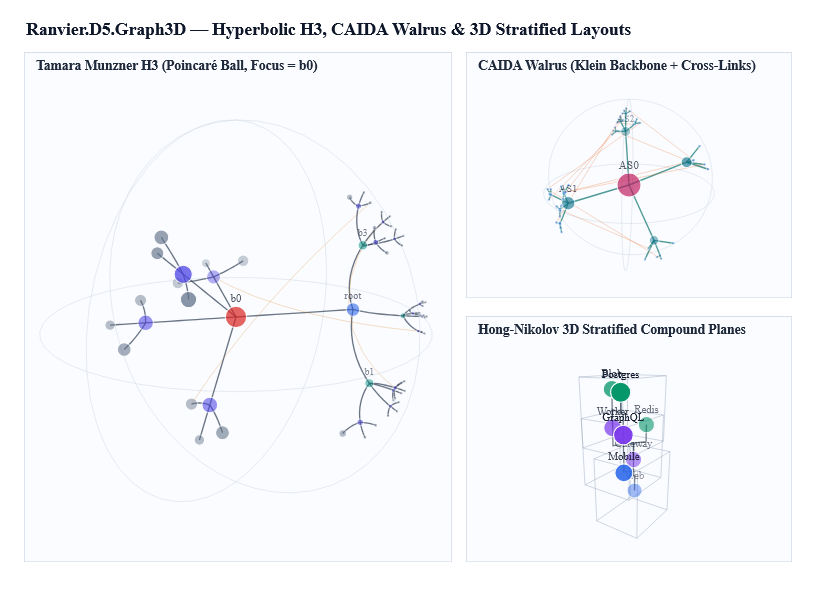 Ranvier.D5.Graph3D — Hyperbolic H3, CAIDA Walrus & 3D Stratified Layouts
Tamara Munzner H3 (Poincaré Ball, Focus = b0)
b3
b0
root
b1
CAIDA Walrus (Klein Backbone + Cross-Links)
AS2
AS0
AS1
Hong-Nikolov 3D Stratified Compound Planes
Postgres
Worker
Redis
GraphQL
Mobile